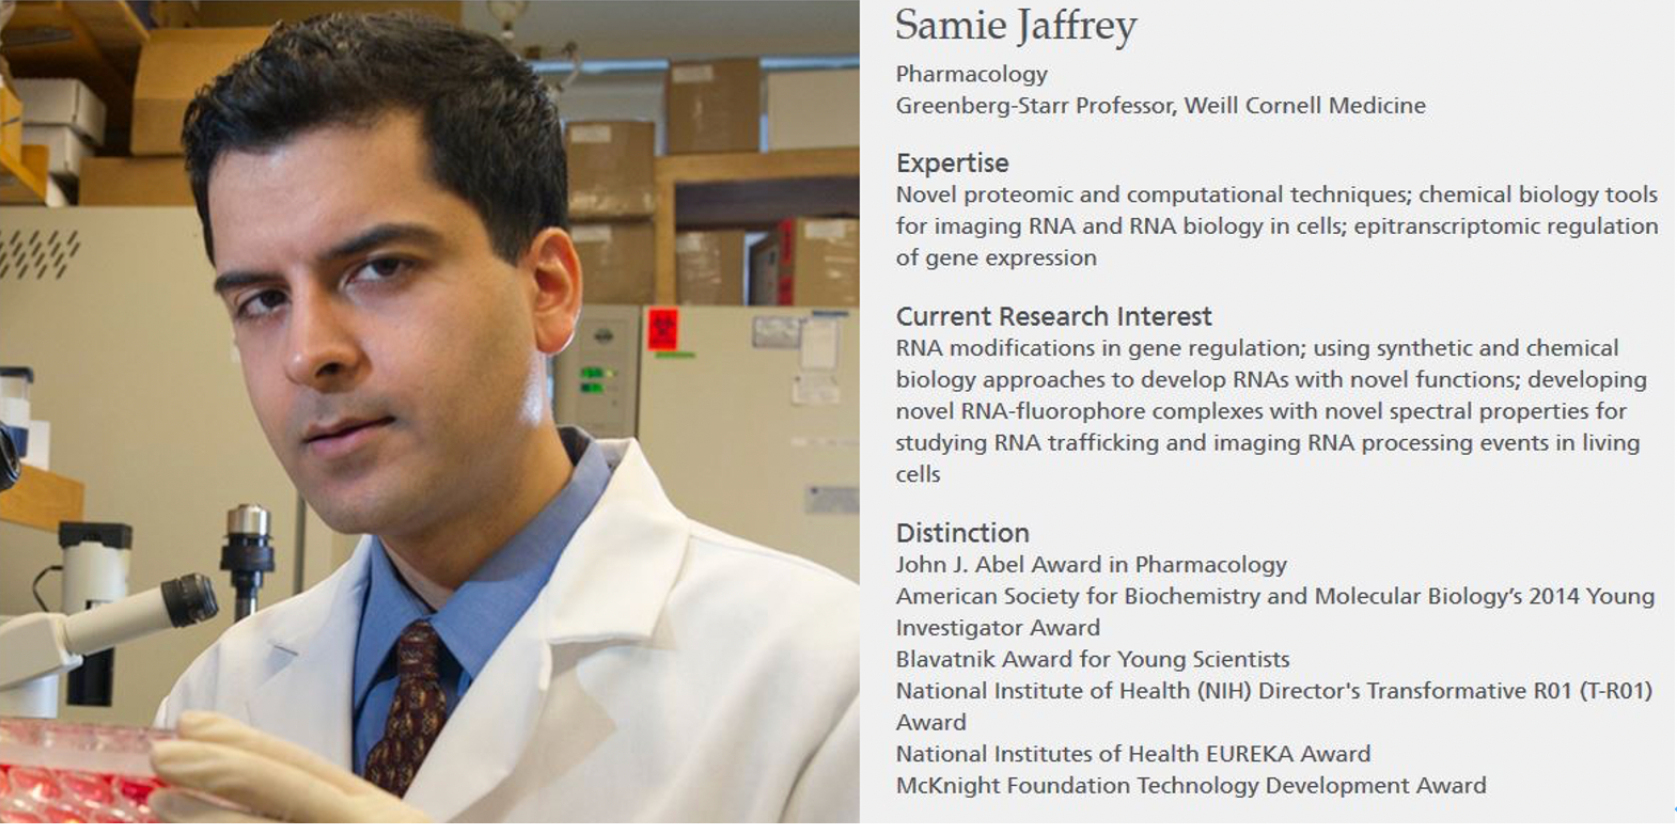 Samie Jaffrey
Pharmacology
Greenberg-Starr Professor, Weill Cornell Medicine
Expertise
Novel proteomic and computational techniques; chemical biology tools
for imaging RNA and RNA biology in cells; epitranscriptomic regulation
of gene expression
Current Research Interest
RNA modifications in gene regulation; using synthetic and chemical
biology approaches to develop RNAs with novel functions; developing
novel RNA-fluorophore complexes with novel spectral properties for
studying RNA trafficking and imaging RNA processing events in living
cells
Distinction
John J. Abel Award in Pharmacology
American Society for Biochemistry and Molecular Biology’s 2014 Young
Investigator Award
Blavatnik Award for Young Scientists
National Institute of Health (NIH) Director's Transformative R01 (T-R01)
Award
National Institutes of Health EUREKA Award
McKnight Foundation Technology Development Award